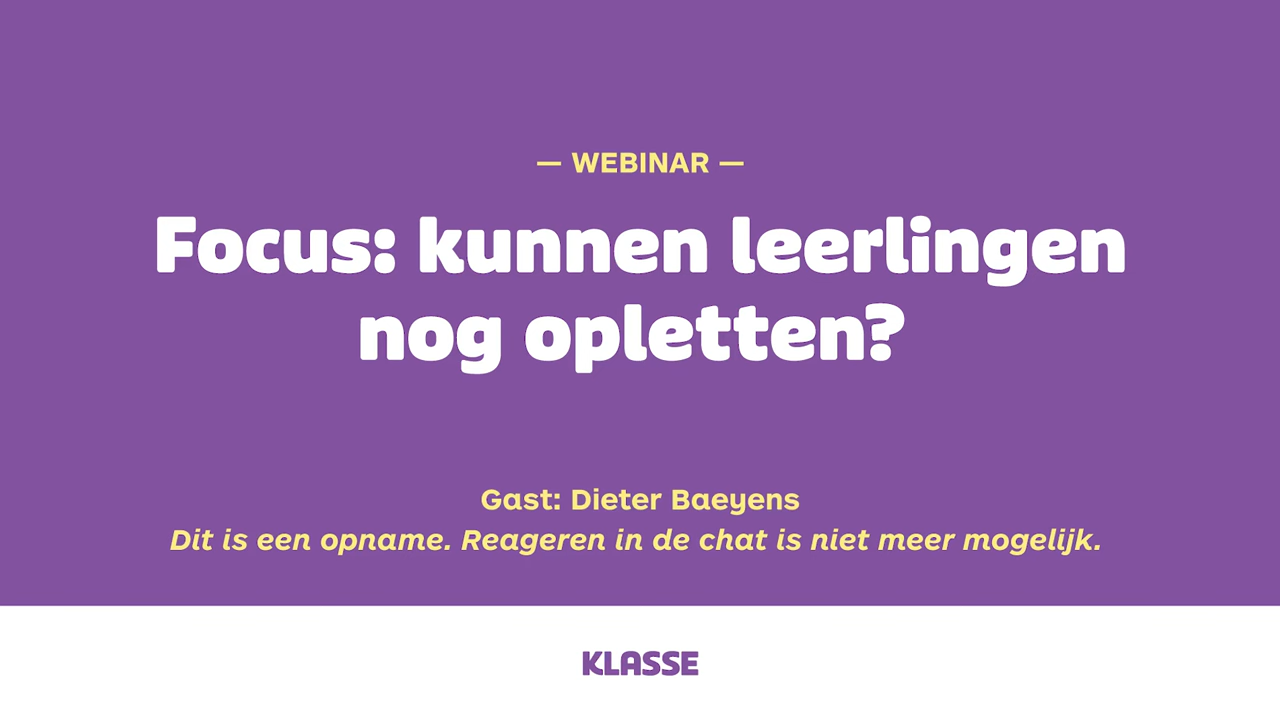 — WEBINAR —
Focus: kunnen leerlingen
nog opletten?
Gast: Dieter Baeyens
Dit is een opname. Reageren in de chat is niet meer mogelijk.
KLASSE